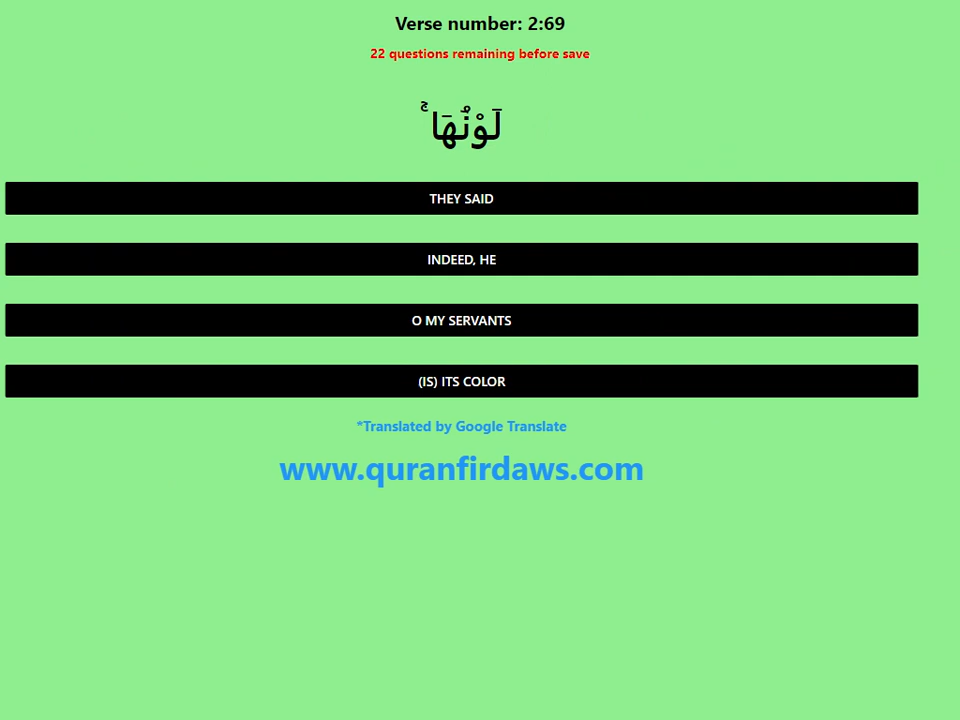 Verse number: 2:69
22 questions remaining before save
لَوْنُهَا ۚ
THEY SAID
INDEED, HE
O MY SERVANTS
(IS) ITS COLOR
*Translated by Google Translate
www.quranfirdaws.com